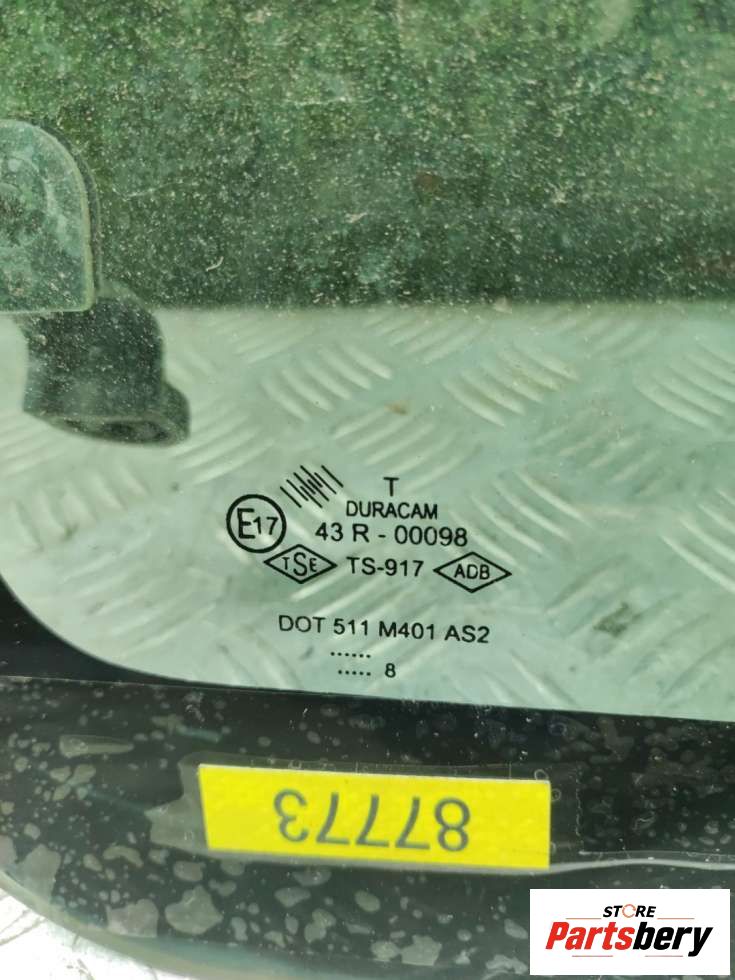 T
DURACAM
E17 43 R - 00098
TSE TS-917 ADB
DOT 511 M401 AS2
......
..... 8
87773
STORE
Partsbery